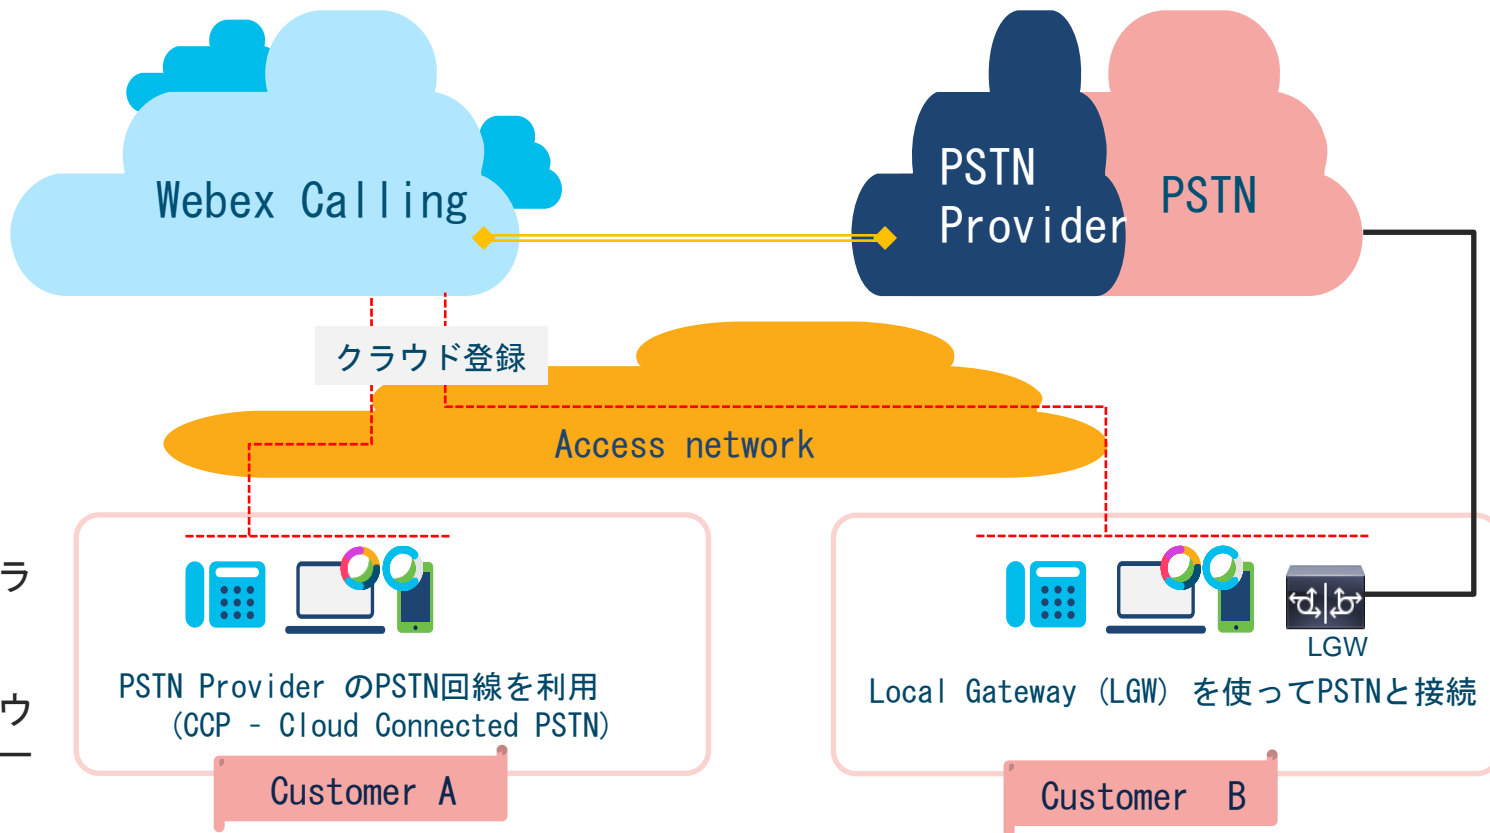 Webex Calling
PSTN
Provider
PSTN
クラウド登録
Access network
ラ
ウ
ー
PSTN Provider のPSTN回線を利用
(CCP - Cloud Connected PSTN)
Customer A
LGW
Local Gateway (LGW) を使ってPSTNと接続
Customer B